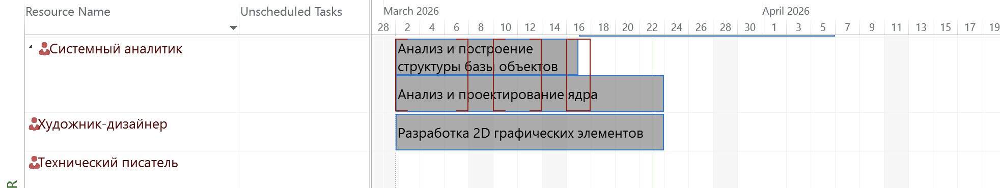 Resource Name Unscheduled Tasks March 2026 April 2026
28 2 4 6 8 10 12 14 16 18 20 22 24 26 28 30 1 3 5 7 9 11 13 15 17 19
Системный аналитик
Анализ и построение
структуры базы объектов
Анализ и проектирование ядра
Художник-дизайнер
Разработка 2D графических элементов
Технический писатель
R